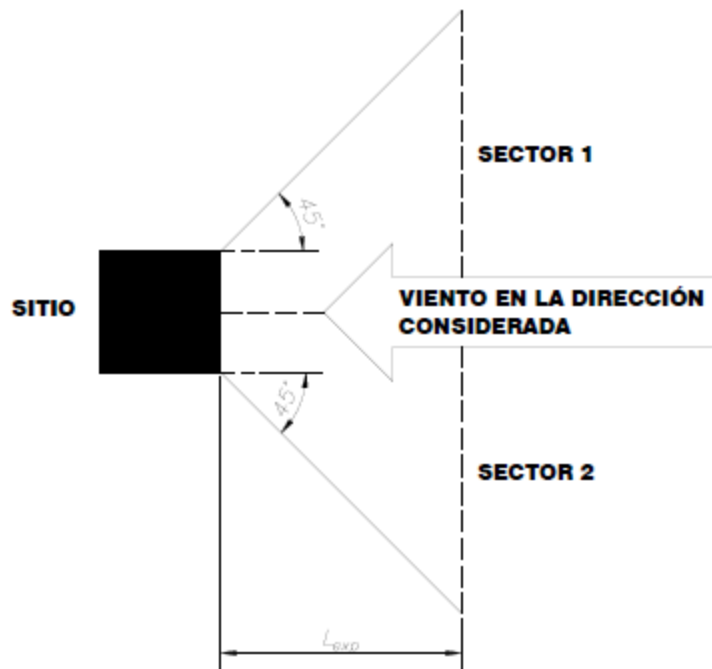 SECTOR 1
45°
SITIO
VIENTO EN LA DIRECCIÓN
CONSIDERADA
45°
SECTOR 2
Lexp